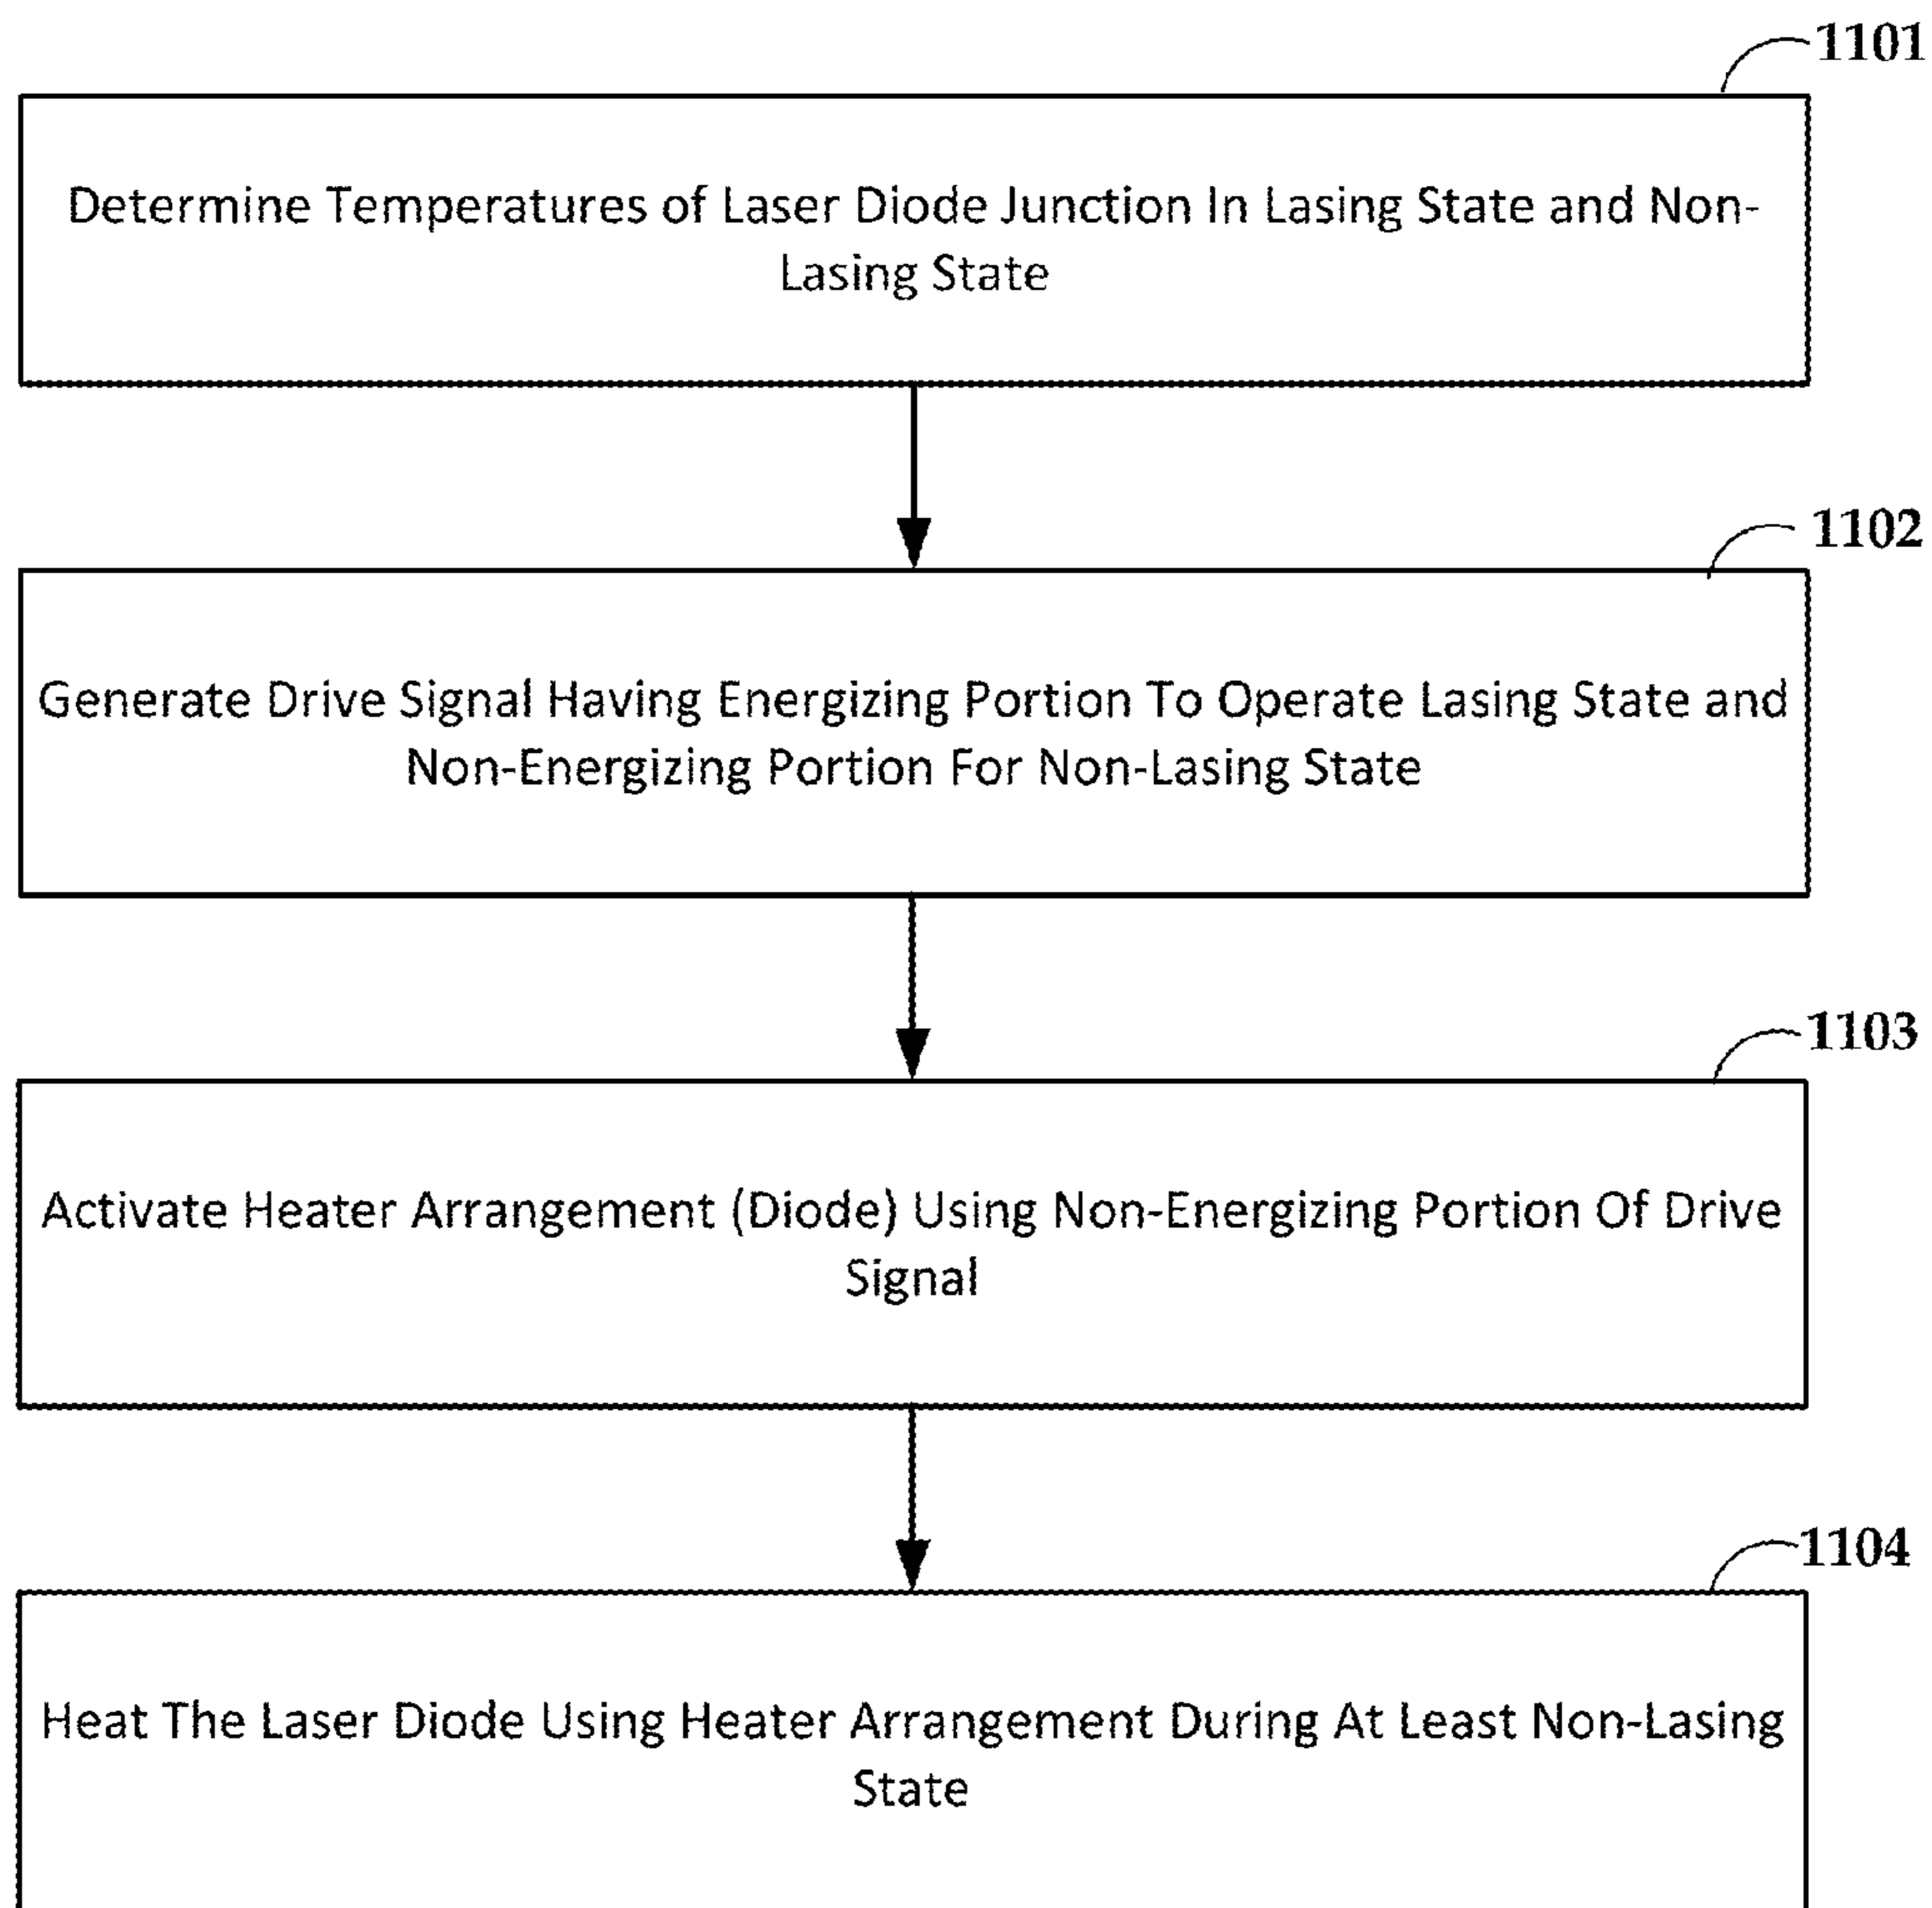 1101
Determine Temperatures of Laser Diode Junction In Lasing State and Non-
Lasing State
1102
Generate Drive Signal Having Energizing Portion To Operate Lasing State and
Non-Energizing Portion For Non-Lasing State
1103
Activate Heater Arrangement (Diode) Using Non-Energizing Portion Of Drive
Signal
1104
Heat The Laser Diode Using Heater Arrangement During At Least Non-Lasing
State